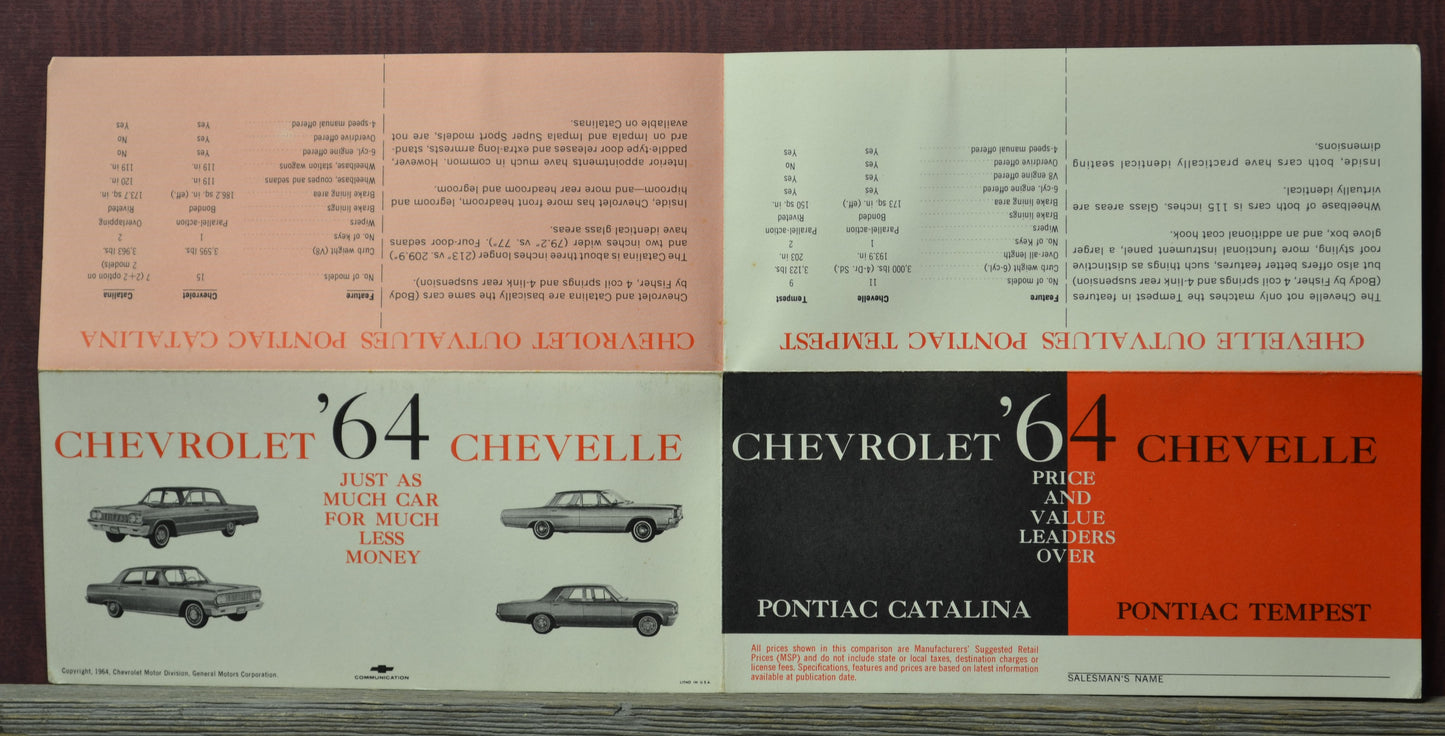 CHEVROLET OUTVALUES PONTIAC CATALINA
Chevrolet and Catalina are basically the same cars (Body
by Fisher, 4 coil springs and 4-link rear suspension).
The Catalina is about three inches longer (213" vs. 209.9")
and two inches wider (79.2" vs. 77"). Four-door sedans
have identical glass areas.
Inside, Chevrolet has more front headroom, legroom and
hiproom—and more rear headroom and legroom.
Interior appointments have much in common. However,
paddle-type door releases and extra-long armrests, stand-
ard on Impala and Impala Super Sport models, are not
available on Catalinas.
Feature Chevrolet Catalina
No. of models 15 7 (2+2 option on
2 models)
Curb weight (V8) 3,595 lbs. 3,963 lbs.
No. of keys 1 2
Wipers Parallel-action Overlapping
Brake linings Bonded Riveted
Brake lining area 186.2 sq. in. (eff.) 173.7 sq. in.
Wheelbase, coupes and sedans 119 in. 120 in.
Wheelbase, station wagons 119 in. 119 in.
6-cyl. engine offered Yes No
Overdrive offered Yes No
4-speed manual offered Yes Yes
CHEVELLE OUTVALUES PONTIAC TEMPEST
The Chevelle not only matches the Tempest in features
(Body by Fisher, 4 coil springs and 4-link rear suspension)
but also offers better features, such things as distinctive
roof styling, more functional instrument panel, a larger
glove box, and an additional coat hook.
Wheelbase of both cars is 115 inches. Glass areas are
virtually identical.
Inside, both cars have practically identical seating
dimensions.
Feature Chevelle Tempest
No. of models 11 9
Curb weight (6-cyl.) 3,000 lbs. (4-Dr. Sd.) 3,123 lbs.
Over-all length 193.9 in. 203 in.
No. of Keys 1 2
Wipers Parallel-action Parallel-action
Brake linings Bonded Riveted
Brake lining area 173 sq. in. (eff.) 150 sq. in.
6-cyl. engine offered Yes Yes
V8 engine offered Yes Yes
Overdrive offered Yes No
4-speed manual offered Yes Yes
CHEVROLET '64 CHEVELLE
JUST AS
MUCH CAR
FOR MUCH
LESS
MONEY
Copyright, 1964, Chevrolet Motor Division, General Motors Corporation.
COMMUNICATION
LITHO IN U.S.A.
CHEVROLET '64 CHEVELLE
PRICE
AND
VALUE
LEADERS
OVER
PONTIAC CATALINA PONTIAC TEMPEST
All prices shown in this comparison are Manufacturers' Suggested Retail
Prices (MSP) and do not include state or local taxes, destination charges or
license fees. Specifications, features and prices are based on latest information
available at publication date.
SALESMAN'S NAME